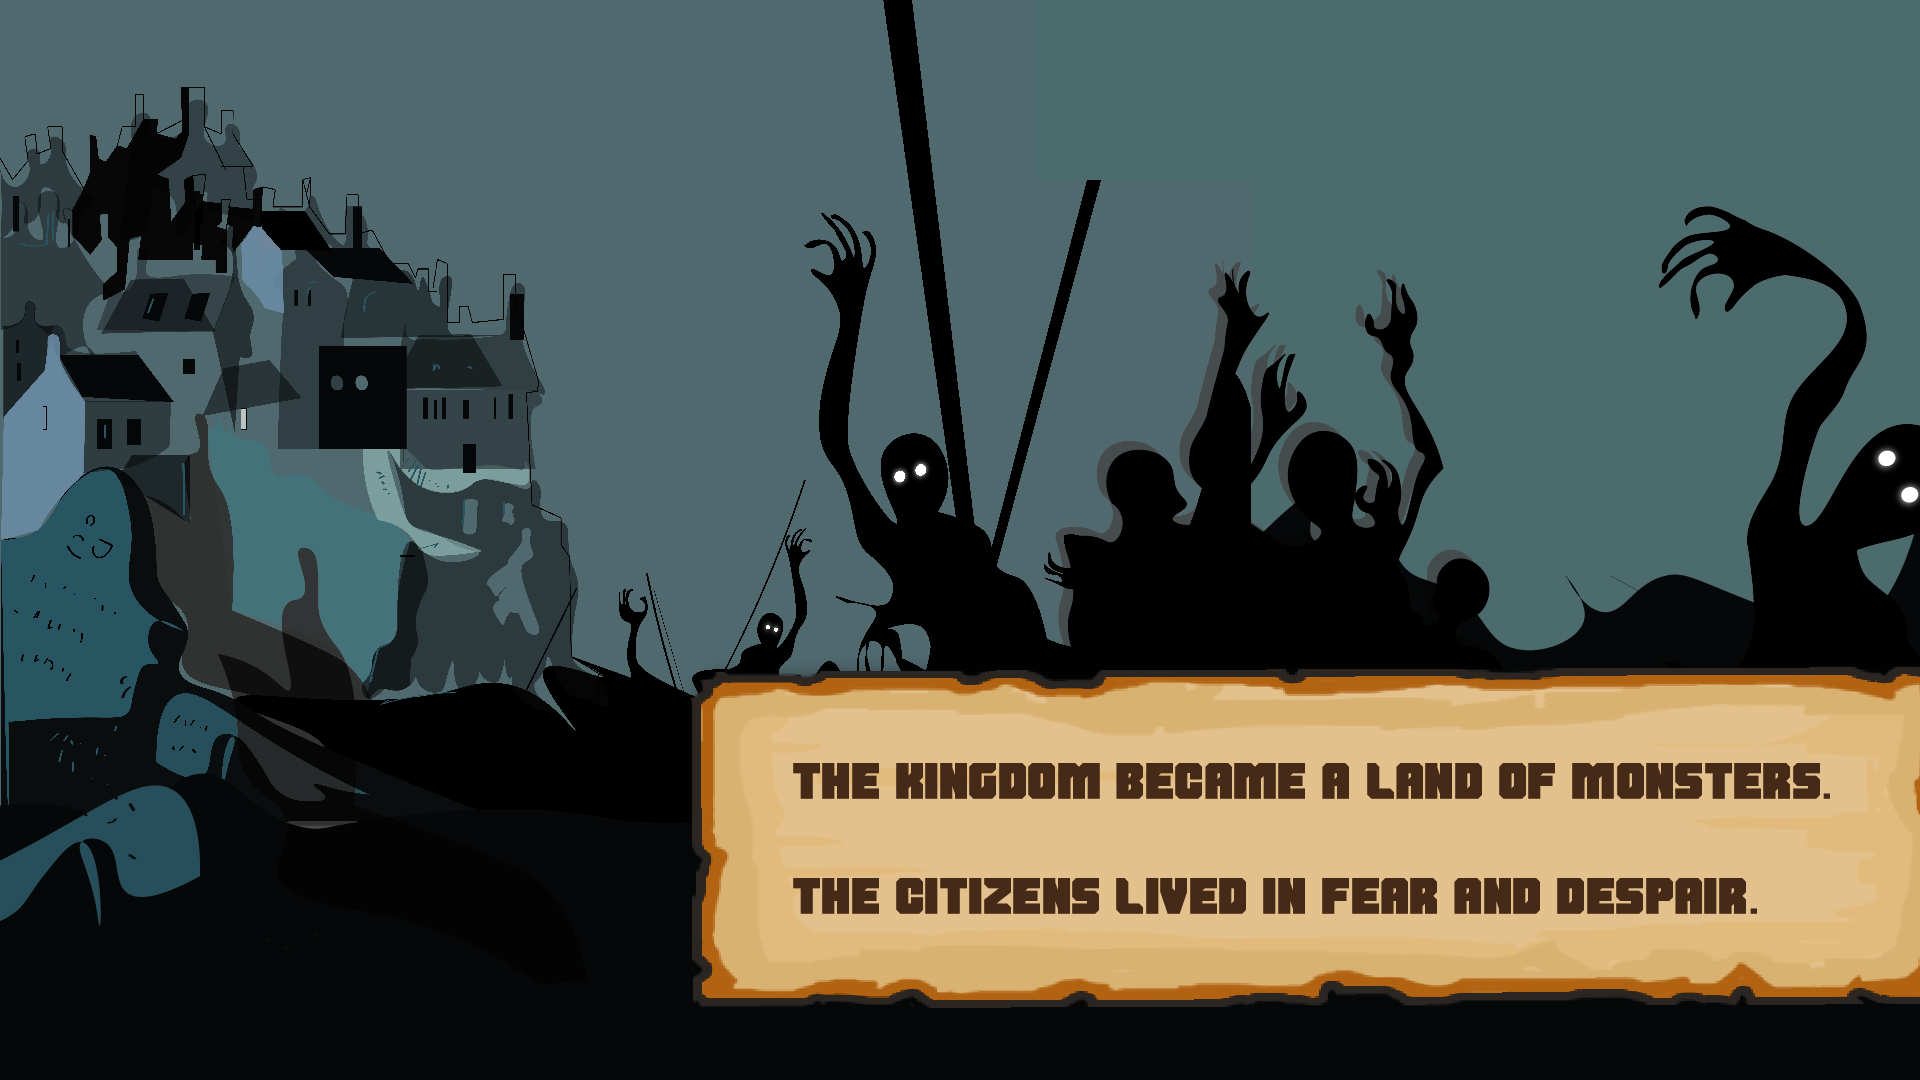 THE KINGDOM BECAME A LAND OF MONSTERS.
THE CITIZENS LIVED IN FEAR AND DESPAIR.